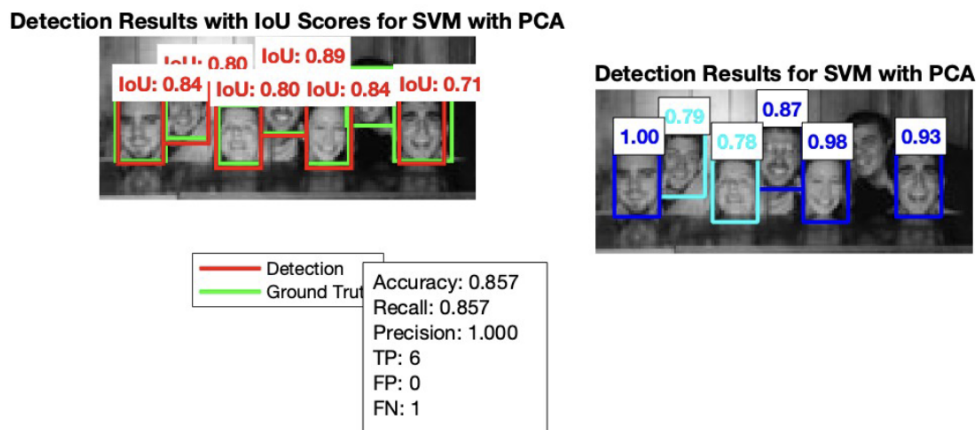 Detection Results with IoU Scores for SVM with PCA
IoU: 0.80
IoU: 0.89
IoU: 0.84
IoU: 0.80
IoU: 0.84
IoU: 0.71
Detection
Ground Trut
Accuracy: 0.857
Recall: 0.857
Precision: 1.000
TP: 6
FP: 0
FN: 1
Detection Results for SVM with PCA
0.79
0.87
1.00
0.78
0.98
0.93